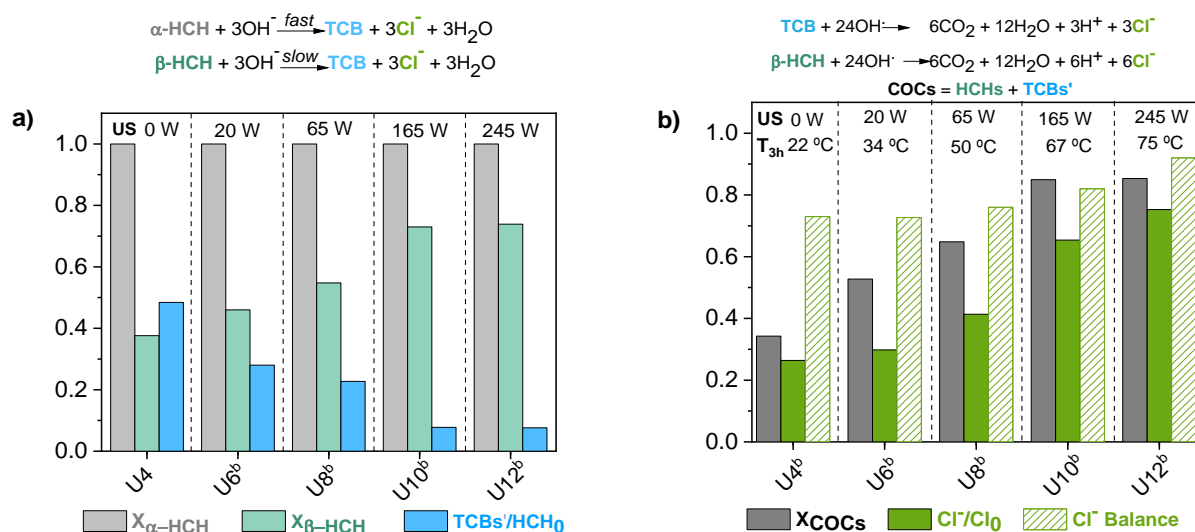 α-HCH + 3OH⁻ fast TCB + 3Cl⁻ + 3H₂O
β-HCH + 3OH⁻ slow TCB + 3Cl⁻ + 3H₂O
a)
US 0 W 20 W 65 W 165 W 245 W
1.0
0.8
0.6
0.4
0.2
0.0
U4 U6ᵇ U8ᵇ U10ᵇ U12ᵇ
Xα–HCH Xβ–HCH TCBs'/HCH₀
TCB + 24OH· 6CO₂ + 12H₂O + 3H⁺ + 3Cl⁻
β-HCH + 24OH· 6CO₂ + 12H₂O + 6H⁺ + 6Cl⁻
COCs = HCHs + TCBs'
b)
US 0 W 20 W 65 W 165 W 245 W
T₃ₕ 22 ºC 34 ºC 50 ºC 67 ºC 75 ºC
1.0
0.8
0.6
0.4
0.2
0.0
U4ᵇ U6ᵇ U8ᵇ U10ᵇ U12ᵇ
XCOCs Cl⁻/Cl₀ Cl⁻ Balance